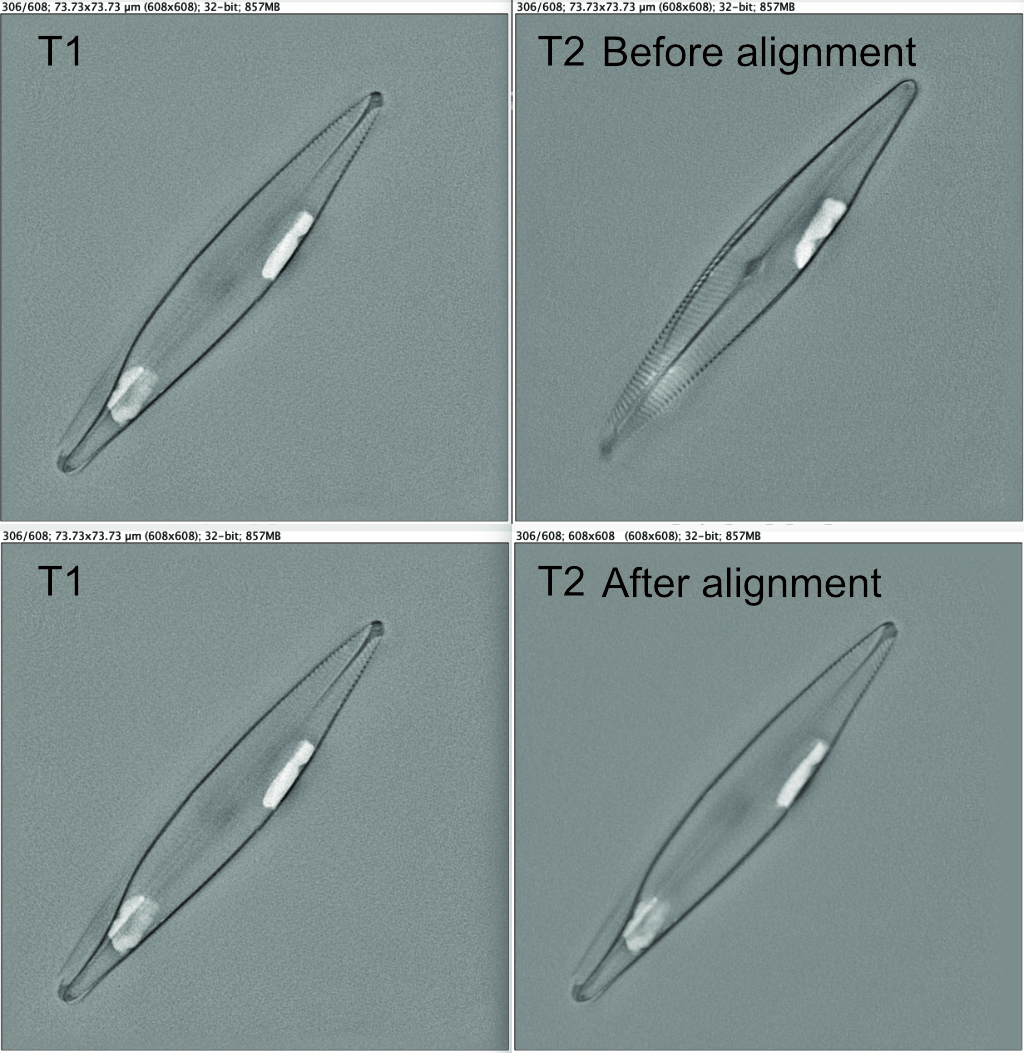 306/608; 73.73x73.73 µm (608x608); 32-bit; 857MB
306/608; 73.73x73.73 µm (608x608); 32-bit; 857MB
T1
T2 Before alignment
306/608; 73.73x73.73 µm (608x608); 32-bit; 857MB
306/608; 608x608 (608x608); 32-bit; 857MB
T1
T2 After alignment